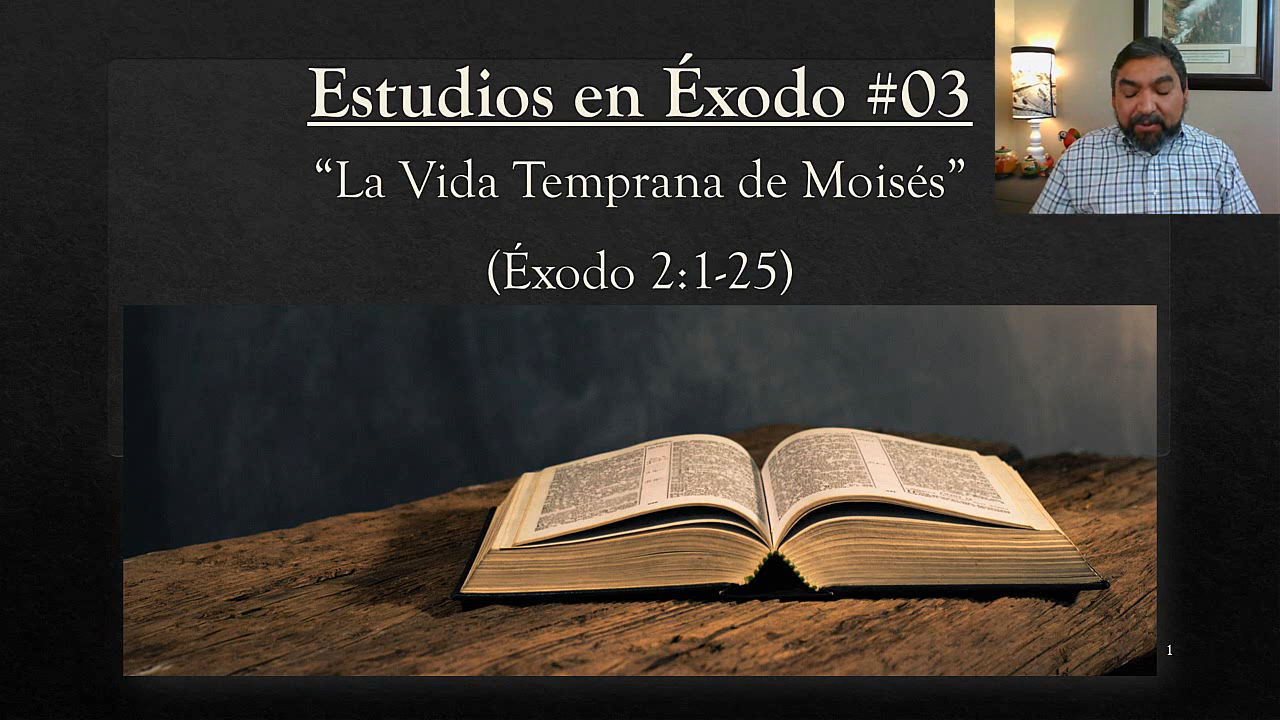 Estudios en Éxodo #03
“La Vida Temprana de Moisés”
(Éxodo 2:1-25)
1